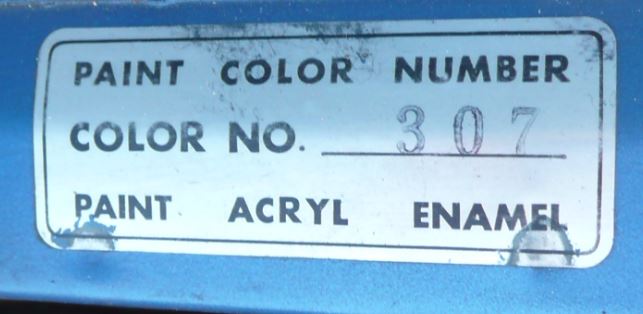 PAINT COLOR NUMBER
COLOR NO. 307
PAINT ACRYL ENAMEL